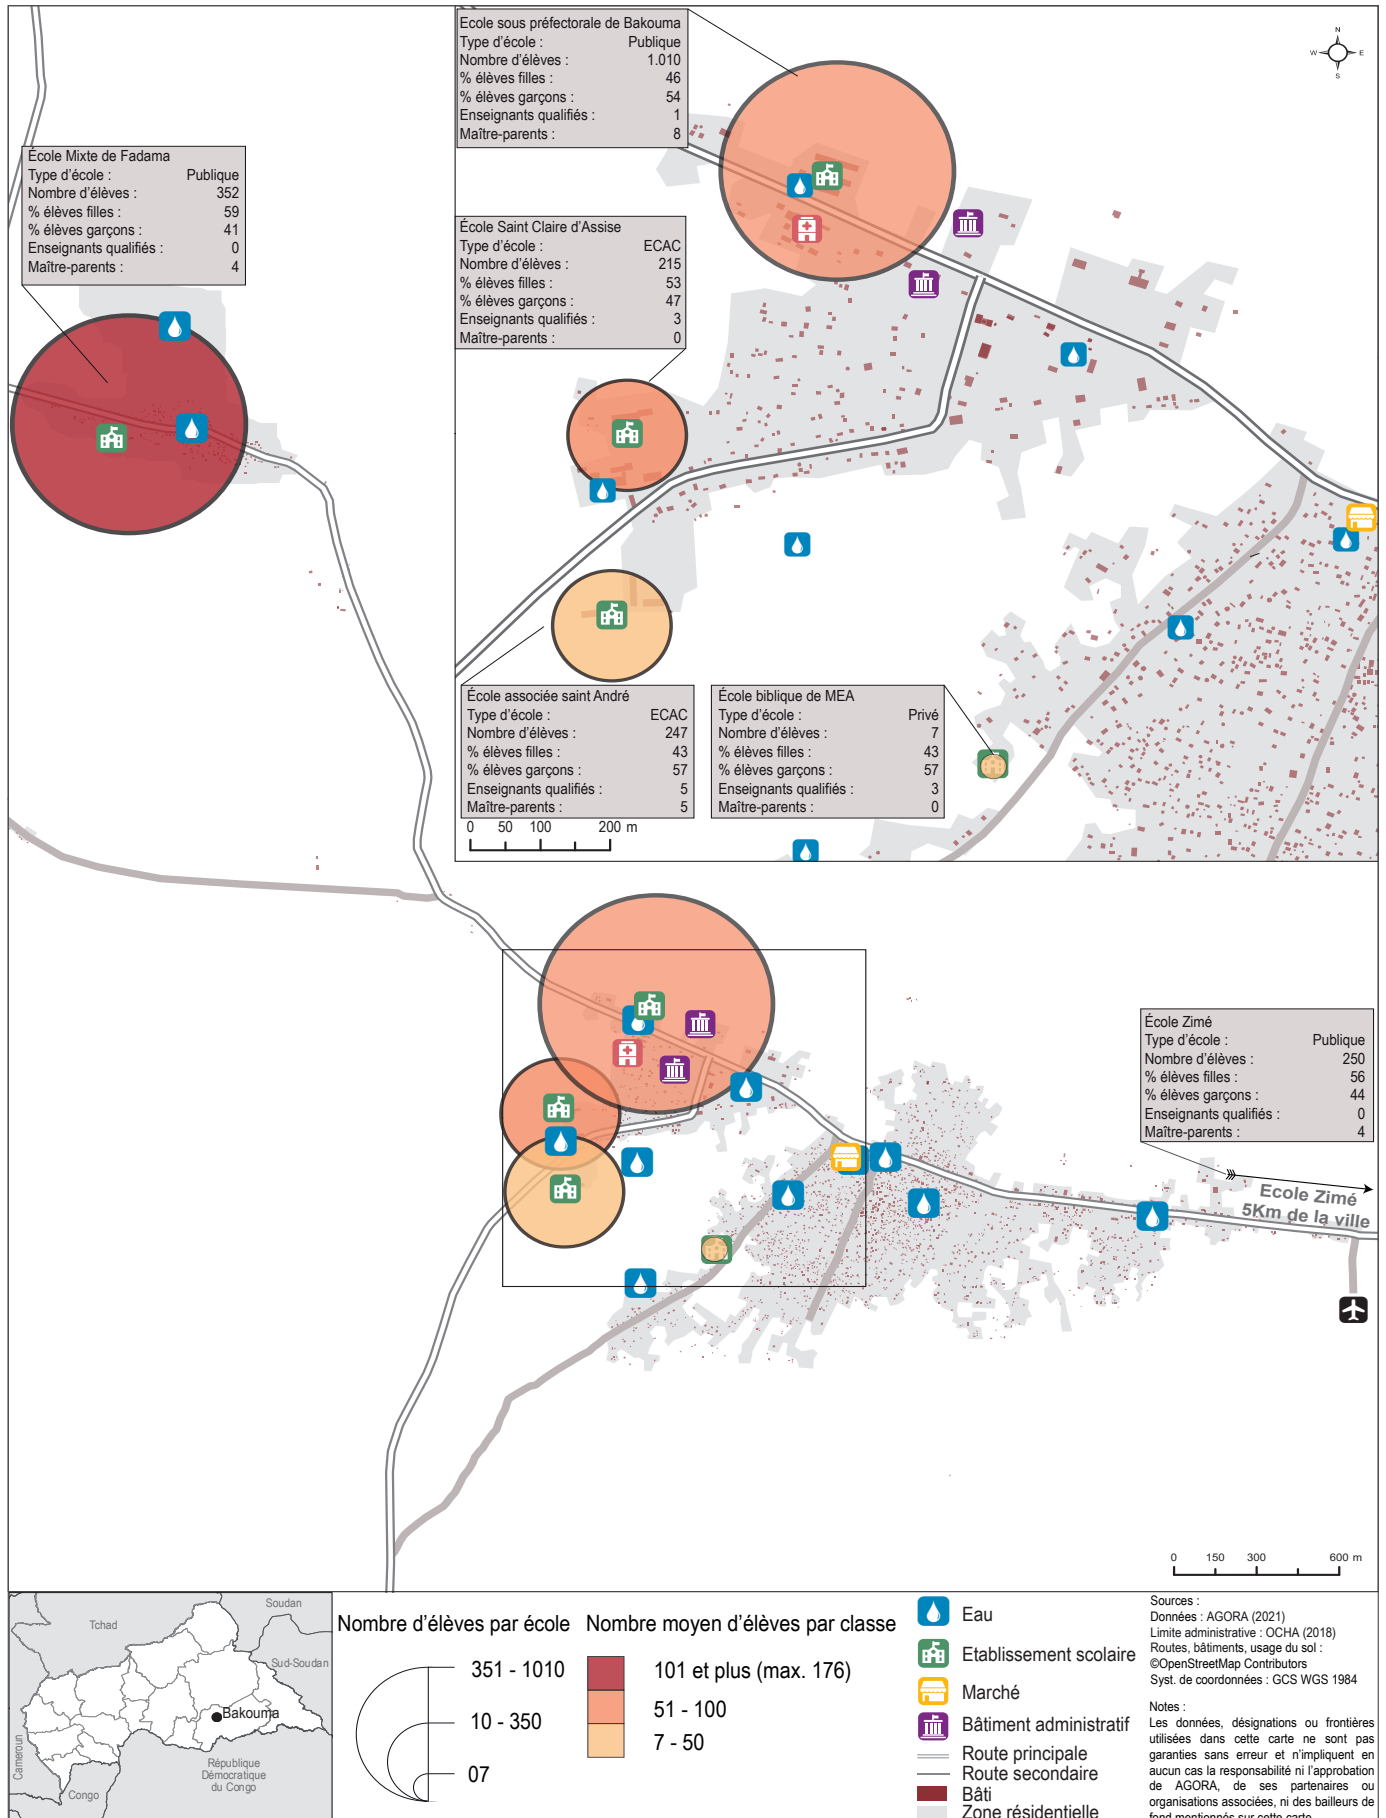 Ecole sous préfectorale de Bakouma
Type d'école : Publique
Nombre d'élèves : 1.010
% élèves filles : 46
% élèves garçons : 54
Enseignants qualifiés : 1
Maître-parents : 8
N
W E
S
École Mixte de Fadama
Type d'école : Publique
Nombre d'élèves : 352
% élèves filles : 59
% élèves garçons : 41
Enseignants qualifiés : 0
Maître-parents : 4
École Saint Claire d'Assise
Type d'école : ECAC
Nombre d'élèves : 215
% élèves filles : 53
% élèves garçons : 47
Enseignants qualifiés : 3
Maître-parents : 0
École associée saint André
Type d'école : ECAC
Nombre d'élèves : 247
% élèves filles : 43
% élèves garçons : 57
Enseignants qualifiés : 5
Maître-parents : 5
École biblique de MEA
Type d'école : Privé
Nombre d'élèves : 7
% élèves filles : 43
% élèves garçons : 57
Enseignants qualifiés : 3
Maître-parents : 0
0 50 100 200 m
École Zimé
Type d'école : Publique
Nombre d'élèves : 250
% élèves filles : 56
% élèves garçons : 44
Enseignants qualifiés : 0
Maître-parents : 4
Ecole Zimé
5Km de la ville
0 150 300 600 m
Tchad
Soudan
Sud-Soudan
Bakouma
Cameroun
République
Démocratique
du Congo
Congo
Nombre d'élèves par école
351 - 1010
10 - 350
07
Nombre moyen d'élèves par classe
101 et plus (max. 176)
51 - 100
7 - 50
Eau
Etablissement scolaire
Marché
Bâtiment administratif
Route principale
Route secondaire
Bâti
Zone résidentielle
Sources :
Données : AGORA (2021)
Limite administrative : OCHA (2018)
Routes, bâtiments, usage du sol :
©OpenStreetMap Contributors
Syst. de coordonnées : GCS WGS 1984
Notes :
Les données, désignations ou frontières
utilisées dans cette carte ne sont pas
garanties sans erreur et n'impliquent en
aucun cas la responsabilité ni l'approbation
de AGORA, de ses partenaires ou
organisations associées, ni des bailleurs de
fond mentionnés sur cette carte